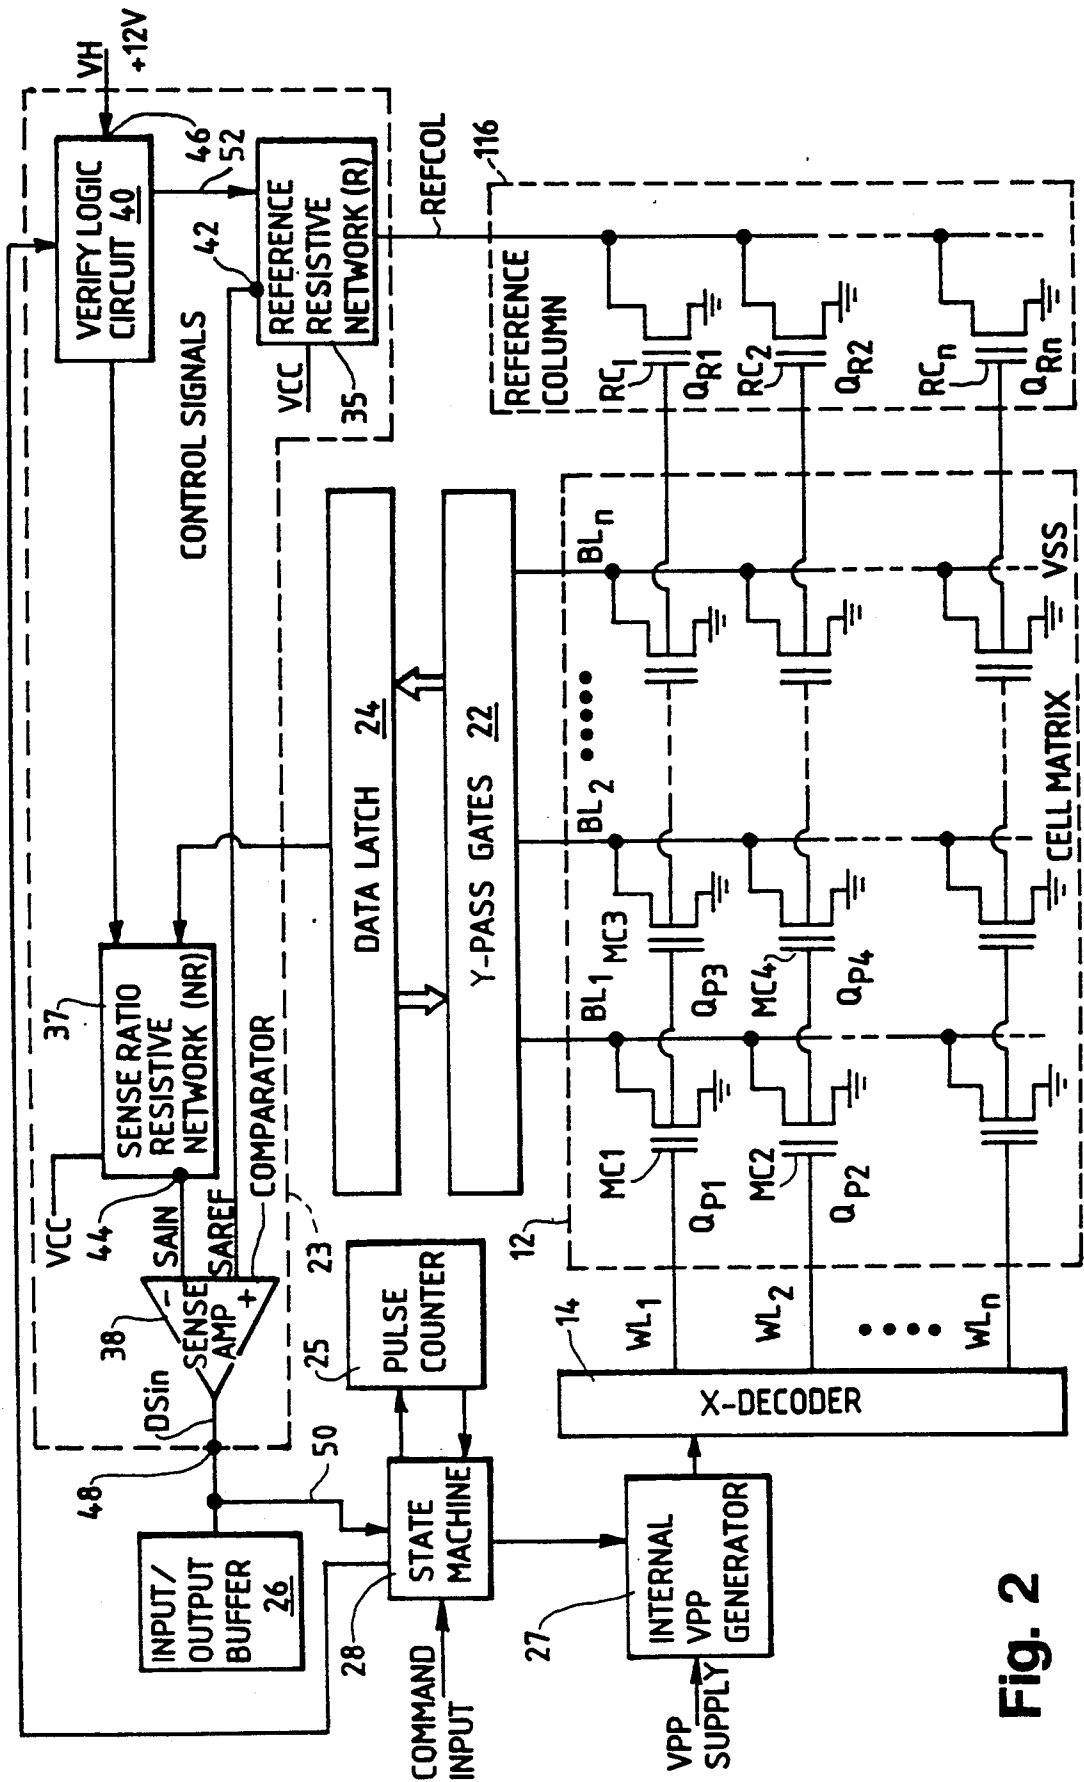 INPUT/
OUTPUT
BUFFER 26
48
DSin
50
38
SENSE
AMP
-
+
SAIN
SAREF
COMPARATOR
23
VCC
44
37
SENSE RATIO
RESISTIVE
NETWORK (NR)
CONTROL SIGNALS
42
VERIFY LOGIC
CIRCUIT 40
VH
+12V
46
52
REFERENCE
RESISTIVE
NETWORK (R)
VCC
35
REFCOL
116
COMMAND
INPUT
28
STATE
MACHINE
25
PULSE
COUNTER
DATA LATCH 24
Y-PASS GATES 22
VPP
SUPPLY
27
INTERNAL
VPP
GENERATOR
14
X-DECODER
12
WL1
WL2
WLn
BL1
BL2
BLn
MC1
QP1
MC3
QP3
MC2
QP2
MC4
QP4
CELL MATRIX
VSS
REFERENCE
COLUMN
RC1
QR1
RC2
QR2
RCn
QRn
Fig. 2